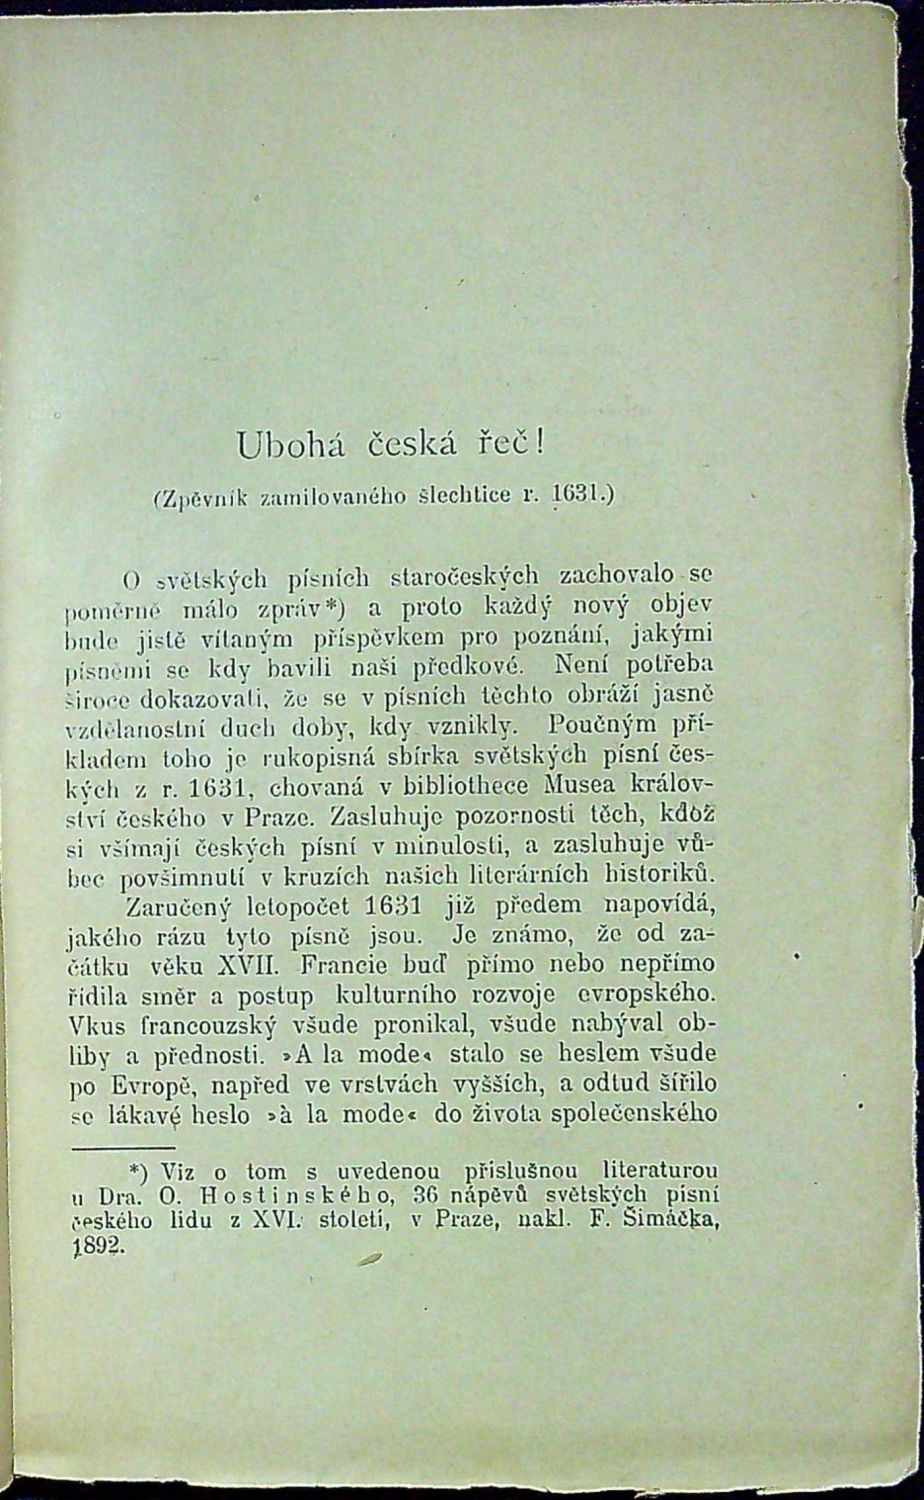 Ubohá česká řeč!
(Zpěvník zamilovaného šlechtice r. 1631.)
O světských písních staročeských zachovalo se
poměrně málo zpráv*) a proto každý nový objev
bude jistě vítaným příspěvkem pro poznání, jakými
písněmi se kdy bavili naši předkové. Není potřeba
široce dokazovati, že se v písních těchto obráží jasně
vzdělanostní duch doby, kdy vznikly. Poučným pří-
kladem toho je rukopisná sbírka světských písní čes-
kých z r. 1631, chovaná v bibliothece Musea králov-
ství českého v Praze. Zasluhuje pozornosti těch, kdož
si všímají českých písní v minulosti, a zasluhuje vů-
bec povšimnutí v kruzích našich literárních historiků.
Zaručený letopočet 1631 již předem napovídá,
jakého rázu tyto písně jsou. Je známo, že od za-
čátku věku XVII. Francie buď přímo nebo nepřímo
řídila směr a postup kulturního rozvoje evropského.
Vkus francouzský všude pronikal, všude nabýval ob-
liby a přednosti. »A la mode« stalo se heslem všude
po Evropě, napřed ve vrstvách vyšších, a odtud šířilo
se lákavé heslo »à la mode« do života společenského
*) Viz o tom s uvedenou příslušnou literaturou
u Dra. O. Hostinského, 36 nápěvů světských písní
českého lidu z XVI. století, v Praze, nakl. F. Šimáčka,
1892.